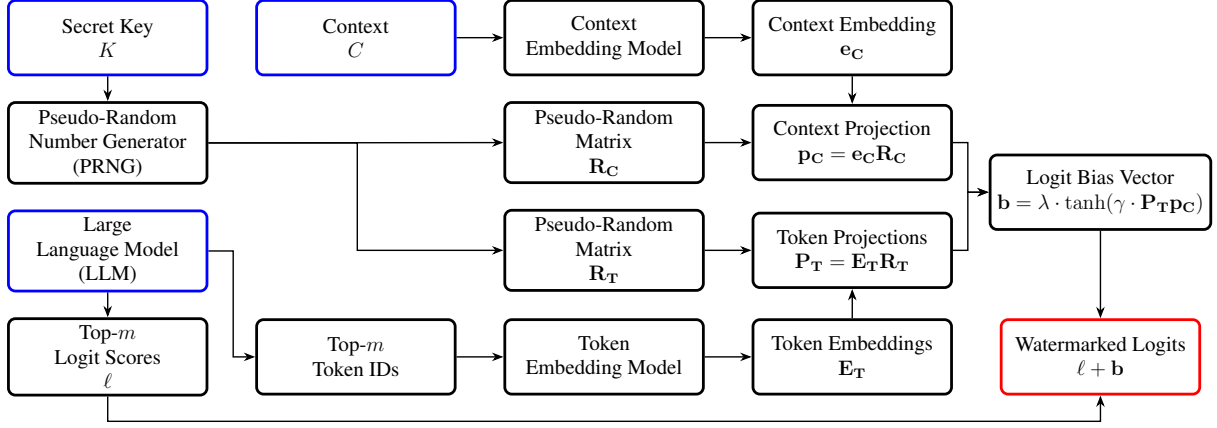 Secret Key
K
Context
C
Context
Embedding Model
Context Embedding
e_C
Pseudo-Random
Number Generator
(PRNG)
Pseudo-Random
Matrix
R_C
Context Projection
p_C = e_C R_C
Logit Bias Vector
b = λ · tanh(γ · P_T p_C)
Large
Language Model
(LLM)
Pseudo-Random
Matrix
R_T
Token Projections
P_T = E_T R_T
Top-m
Logit Scores
ℓ
Top-m
Token IDs
Token
Embedding Model
Token Embeddings
E_T
Watermarked Logits
ℓ + b